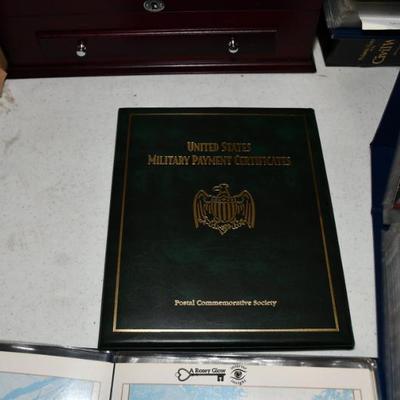 UNITED STATES
MILITARY PAYMENT CERTIFICATES
Postal Commemorative Society
A Rosey Glow